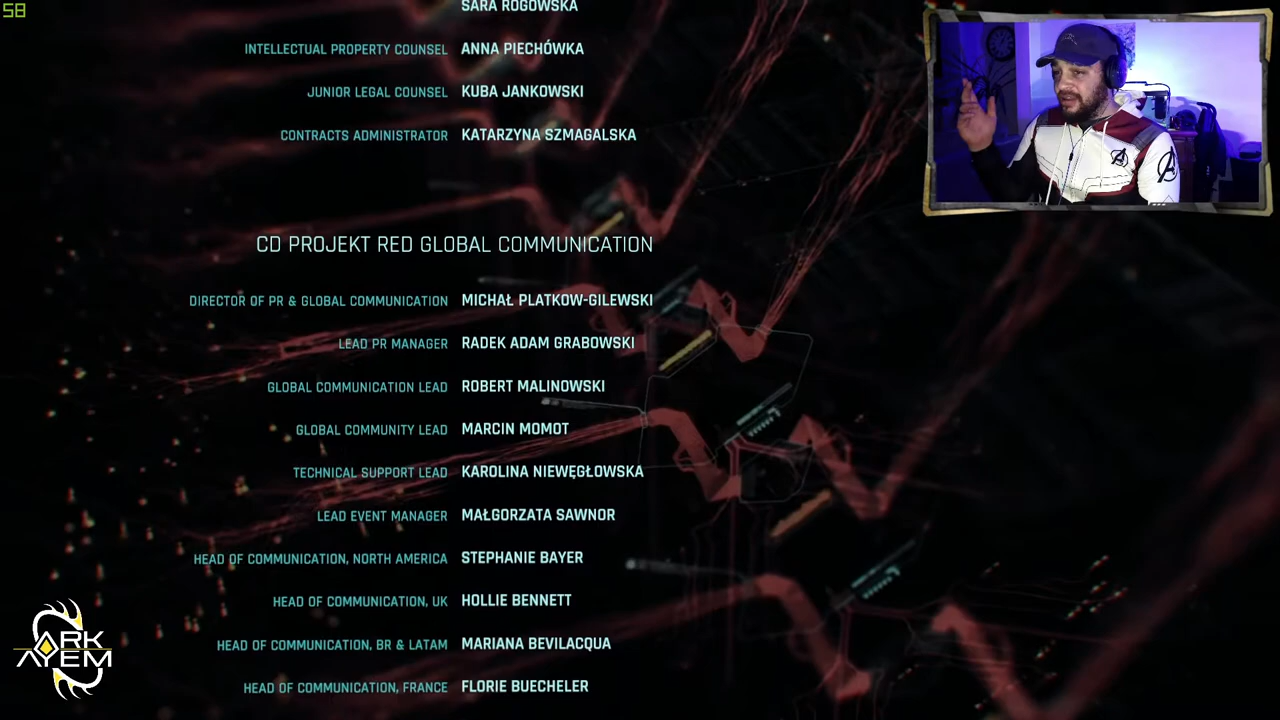 58
SARA ROGOWSKA
INTELLECTUAL PROPERTY COUNSEL ANNA PIECHÓWKA
JUNIOR LEGAL COUNSEL KUBA JANKOWSKI
CONTRACTS ADMINISTRATOR KATARZYNA SZMAGALSKA
CD PROJEKT RED GLOBAL COMMUNICATION
DIRECTOR OF PR & GLOBAL COMMUNICATION MICHAŁ PLATKOW-GILEWSKI
LEAD PR MANAGER RADEK ADAM GRABOWSKI
GLOBAL COMMUNICATION LEAD ROBERT MALINOWSKI
GLOBAL COMMUNITY LEAD MARCIN MOMOT
TECHNICAL SUPPORT LEAD KAROLINA NIEWĘGŁOWSKA
LEAD EVENT MANAGER MAŁGORZATA SAWNOR
HEAD OF COMMUNICATION, NORTH AMERICA STEPHANIE BAYER
HEAD OF COMMUNICATION, UK HOLLIE BENNETT
HEAD OF COMMUNICATION, BR & LATAM MARIANA BEVILACQUA
HEAD OF COMMUNICATION, FRANCE FLORIE BUECHELER
ARK
AYEM